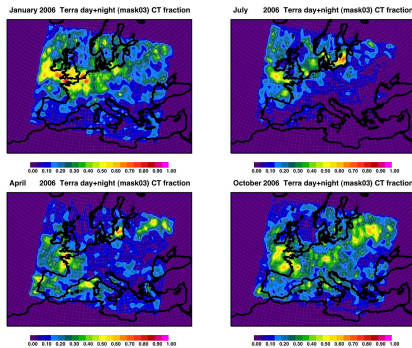 January 2006 Terra day+night (mask03) CT fraction
July 2006 Terra day+night (mask03) CT fraction
0.00 0.10 0.20 0.30 0.40 0.50 0.60 0.70 0.80 0.90 1.00
0.00 0.10 0.20 0.30 0.40 0.50 0.60 0.70 0.80 0.90 1.00
April 2006 Terra day+night (mask03) CT fraction
October 2006 Terra day+night (mask03) CT fraction
0.00 0.10 0.20 0.30 0.40 0.50 0.60 0.70 0.80 0.90 1.00
0.00 0.10 0.20 0.30 0.40 0.50 0.60 0.70 0.80 0.90 1.00